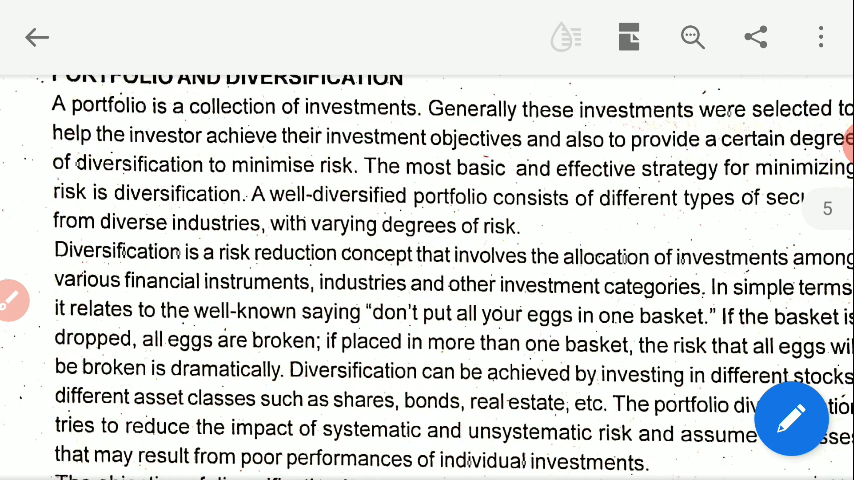 PORTFOLIO AND DIVERSIFICATION
A portfolio is a collection of investments. Generally these investments were selected to
help the investor achieve their investment objectives and also to provide a certain degree
of diversification to minimise risk. The most basic and effective strategy for minimizing
risk is diversification. A well-diversified portfolio consists of different types of
5
from diverse industries, with varying degrees of risk.
Diversification is a risk reduction concept that involves the allocation of investments among
various financial instruments, industries and other investment categories. In simple terms
it relates to the well-known saying “don't put all your eggs in one basket.” If the basket is
dropped, all eggs are broken; if placed in more than one basket, the risk that all eggs
be broken is dramatically. Diversification can be achieved by investing in different stocks
different asset classes such as shares, bonds, real estate, etc. The portfolio
tries to reduce the impact of systematic and unsystematic risk and assume
that may result from poor performances of individual investments.